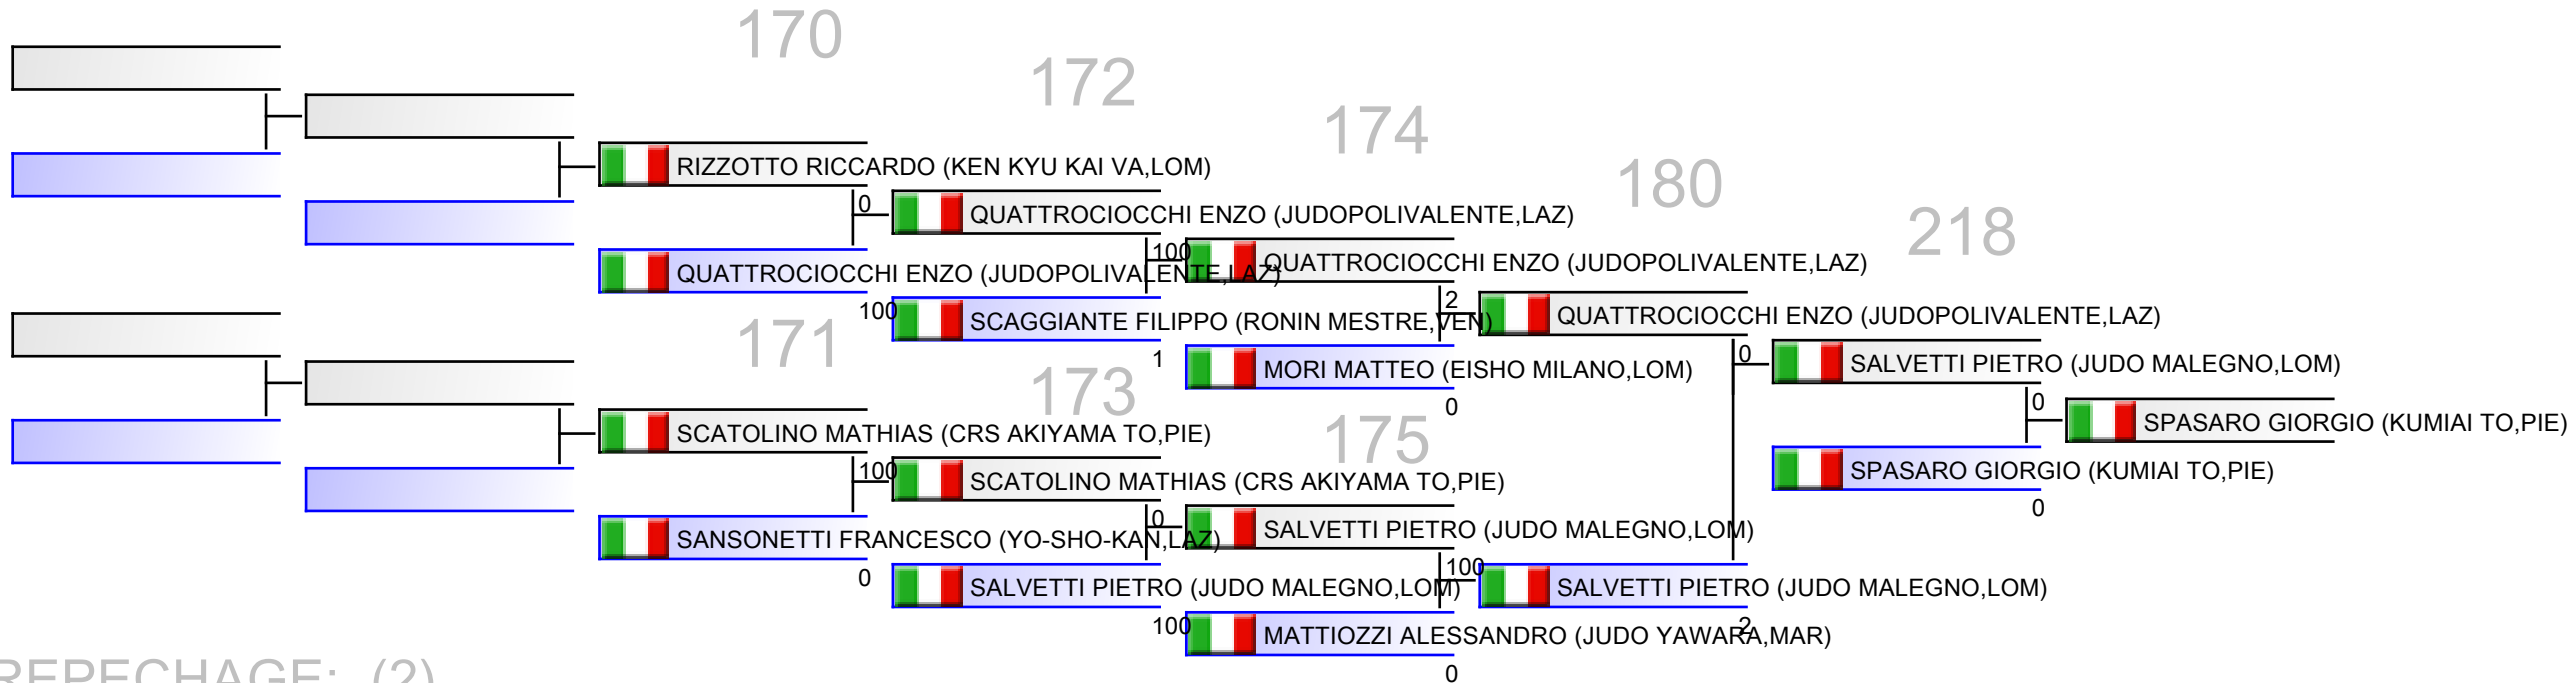 170
172
174
RIZZOTTO RICCARDO (KEN KYU KAI VA,LOM)
180
0
QUATTROCIOCCHI ENZO (JUDOPOLIVALENTE,LAZ)
218
100
QUATTROCIOCCHI ENZO (JUDOPOLIVALENTE,LAZ)
QUATTROCIOCCHI ENZO (JUDOPOLIVALENTE,LAZ)
2
100
SCAGGIANTE FILIPPO (RONIN MESTRE,VEN)
QUATTROCIOCCHI ENZO (JUDOPOLIVALENTE,LAZ)
171
1
0
MORI MATTEO (EISHO MILANO,LOM)
SALVETTI PIETRO (JUDO MALEGNO,LOM)
173
0
0
SPASARO GIORGIO (KUMIAI TO,PIE)
SCATOLINO MATHIAS (CRS AKIYAMA TO,PIE)
175
100
SCATOLINO MATHIAS (CRS AKIYAMA TO,PIE)
SPASARO GIORGIO (KUMIAI TO,PIE)
0
0
SANSONETTI FRANCESCO (YO-SHO-KAN,LAZ)
SALVETTI PIETRO (JUDO MALEGNO,LOM)
0
100
SALVETTI PIETRO (JUDO MALEGNO,LOM)
SALVETTI PIETRO (JUDO MALEGNO,LOM)
100
MATTIOZZI ALESSANDRO (JUDO YAWARA,MAR)
2
0
REPECHAGE: (2)